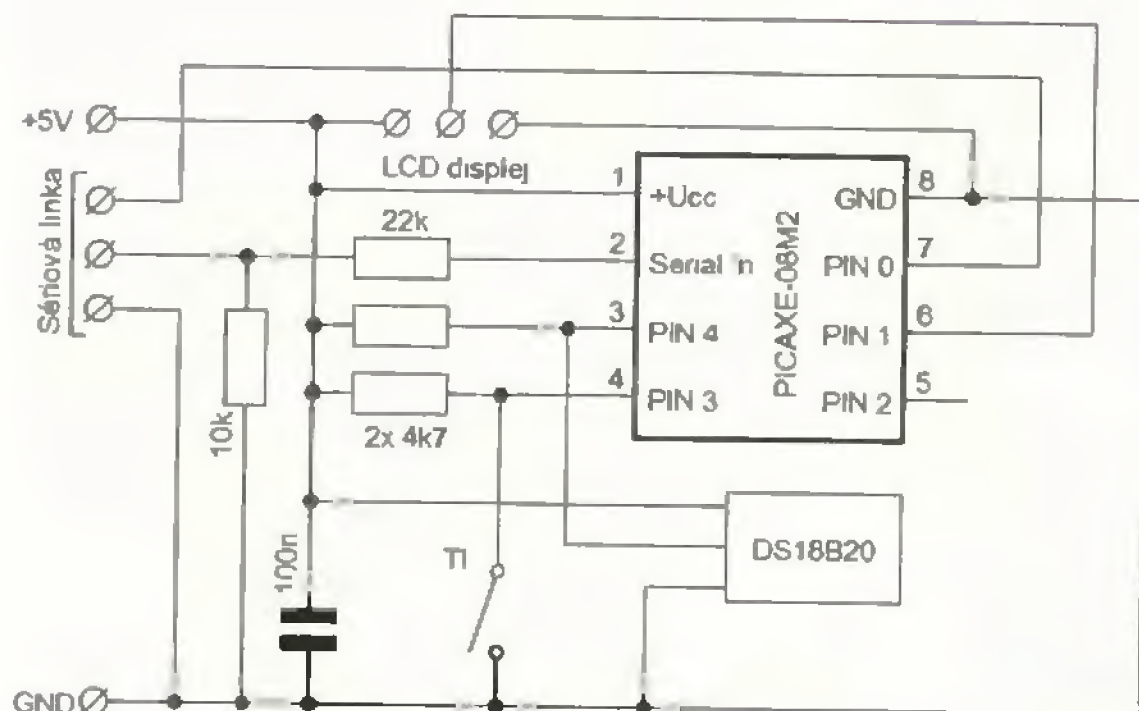 +5V
LCD displej
Sériová linka
22k
10k
2x 4k7
100n
Tl
GND
1
2
3
4
+Ucc
Serial in
PIN 4
PIN 3
PICAXE-08M2
GND
PIN 0
PIN 1
PIN 2
8
7
6
5
DS18B20